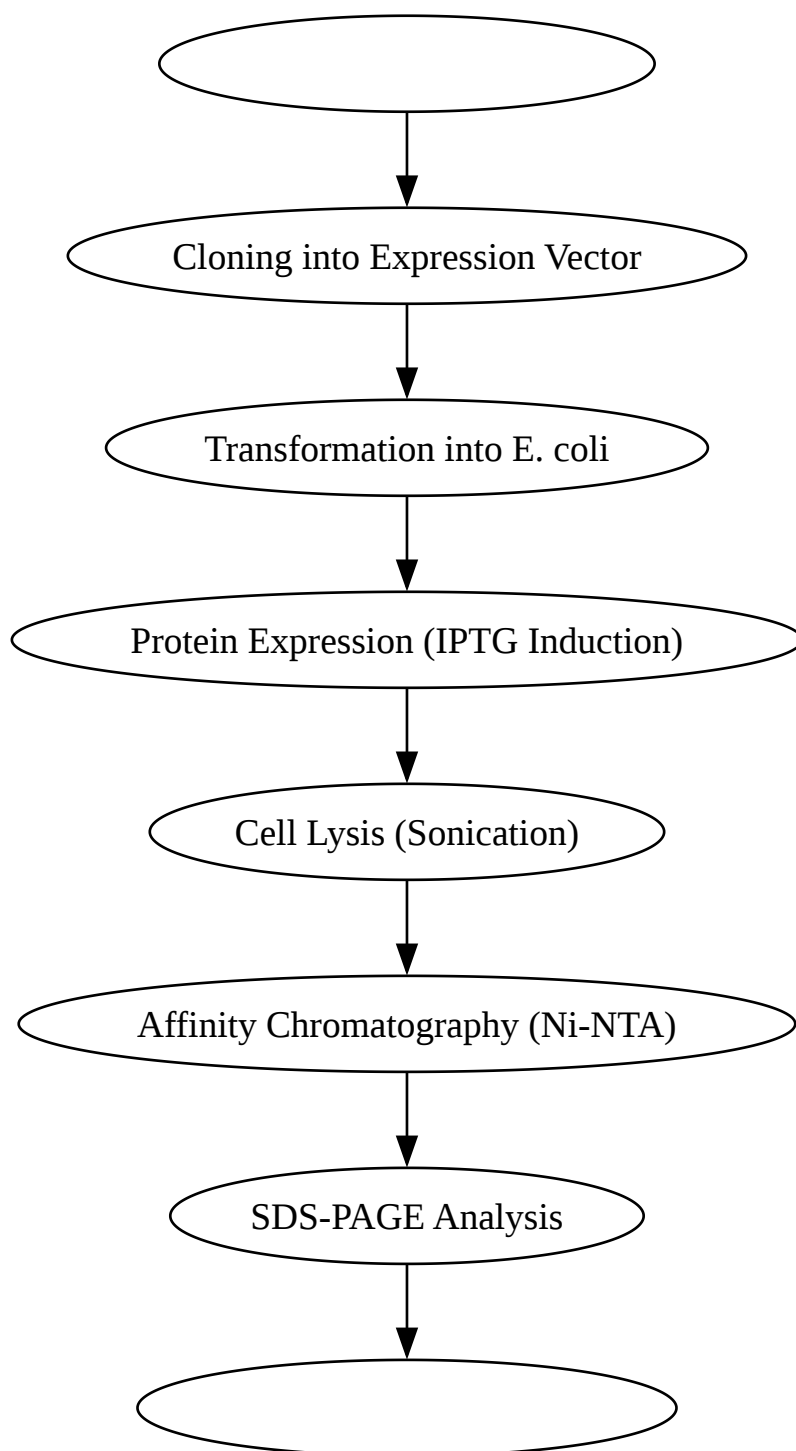 Cloning into Expression Vector
Transformation into E. coli
Protein Expression (IPTG Induction)
Cell Lysis (Sonication)
Affinity Chromatography (Ni-NTA)
SDS-PAGE Analysis